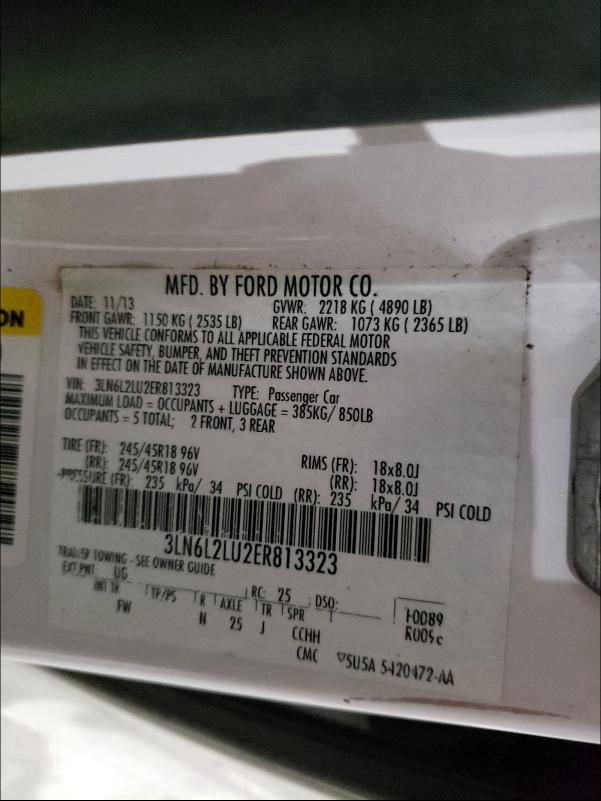 MFD. BY FORD MOTOR CO.
DATE: 11/13 GVWR: 2218 KG ( 4890 LB)
FRONT GAWR: 1150 KG ( 2535 LB) REAR GAWR: 1073 KG ( 2365 LB)
THIS VEHICLE CONFORMS TO ALL APPLICABLE FEDERAL MOTOR
VEHICLE SAFETY, BUMPER, AND THEFT PREVENTION STANDARDS
IN EFFECT ON THE DATE OF MANUFACTURE SHOWN ABOVE.
VIN: 3LN6L2LU2ER813323 TYPE: Passenger Car
MAXIMUM LOAD = OCCUPANTS + LUGGAGE = 385KG/ 850LB
OCCUPANTS = 5 TOTAL; 2 FRONT, 3 REAR
TIRE (FR): 245/45R18 96V RIMS (FR): 18x8.0J
(RR): 245/45R18 96V (RR): 18x8.0J
PRESSURE (FR): 235 kPa/ 34 PSI COLD (RR): 235 kPa/ 34 PSI COLD
3LN6L2LU2ER813323
TRAILER TOWING - SEE OWNER GUIDE
EXT PNT UG RC: 25 DSO:
INT TR TP/PS R AXLE TR SPR
FW N 25 J CCHH
CMC
5U5A 5420472-AA
ON